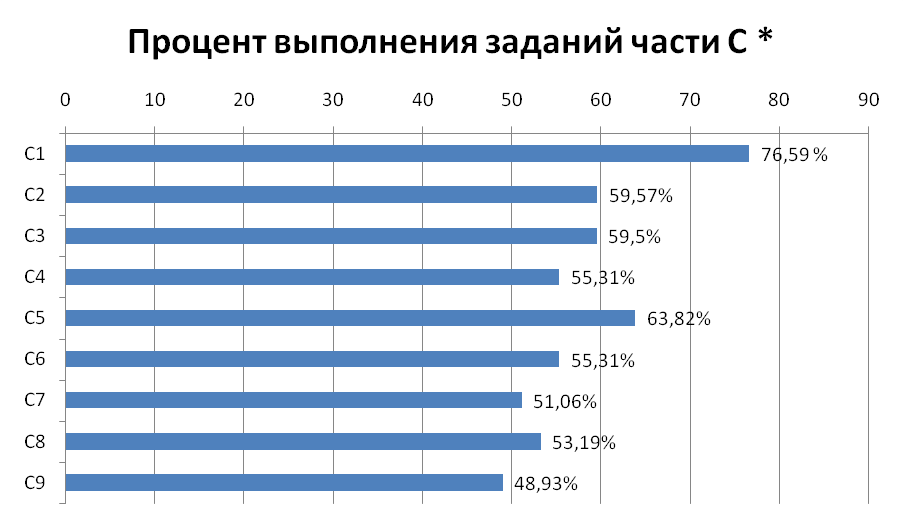 Процент выполнения заданий части С *
0 10 20 30 40 50 60 70 80 90
С1 76,59 %
С2 59,57%
С3 59,5%
С4 55,31%
С5 63,82%
С6 55,31%
С7 51,06%
С8 53,19%
С9 48,93%